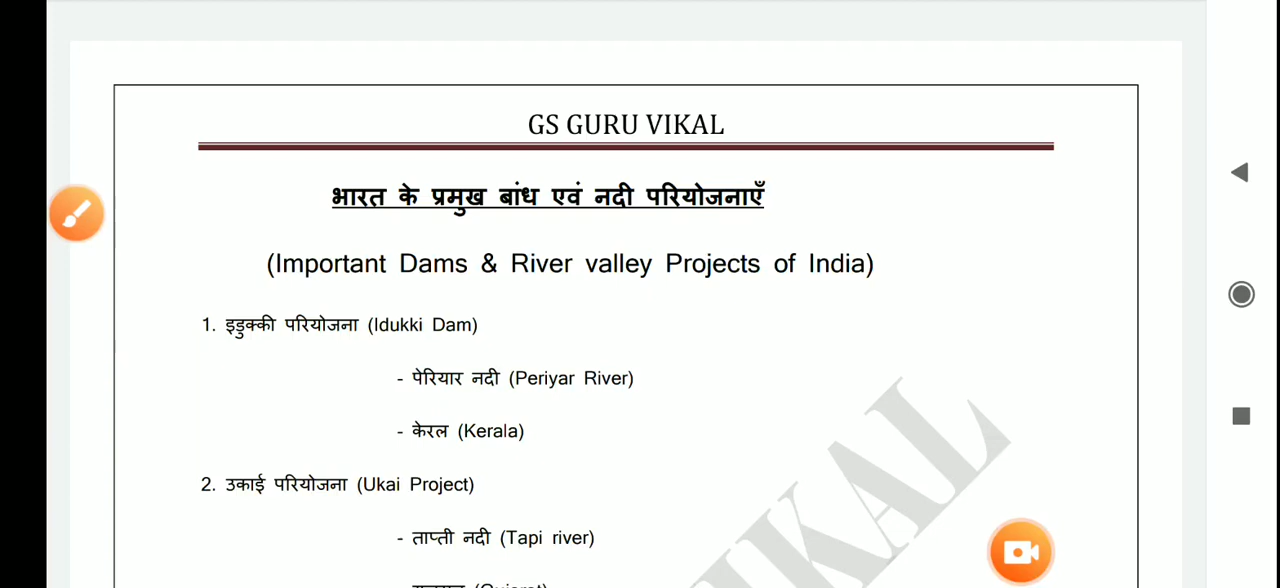 GS GURU VIKAL
भारत के प्रमुख बांध एवं नदी परियोजनाएँ
(Important Dams & River valley Projects of India)
1. इडुक्की परियोजना (Idukki Dam)
- पेरियार नदी (Periyar River)
- केरल (Kerala)
2. उकाई परियोजना (Ukai Project)
- ताप्ती नदी (Tapi river)